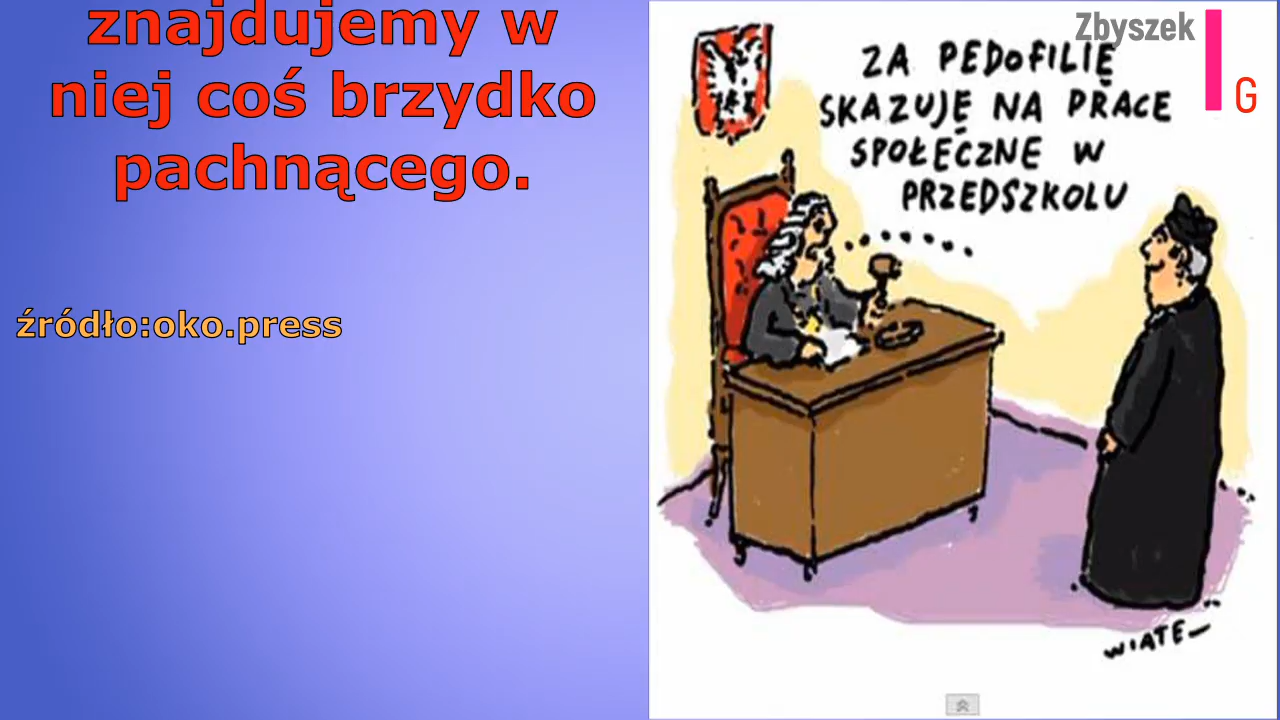 znajdujemy w
niej coś brzydko
pachnącego.
źródło:oko.press
Zbyszek
G
ZA PEDOFILIĘ
SKAZUJĘ NA PRACE
SPOŁECZNE W
PRZEDSZKOLU
WIATE